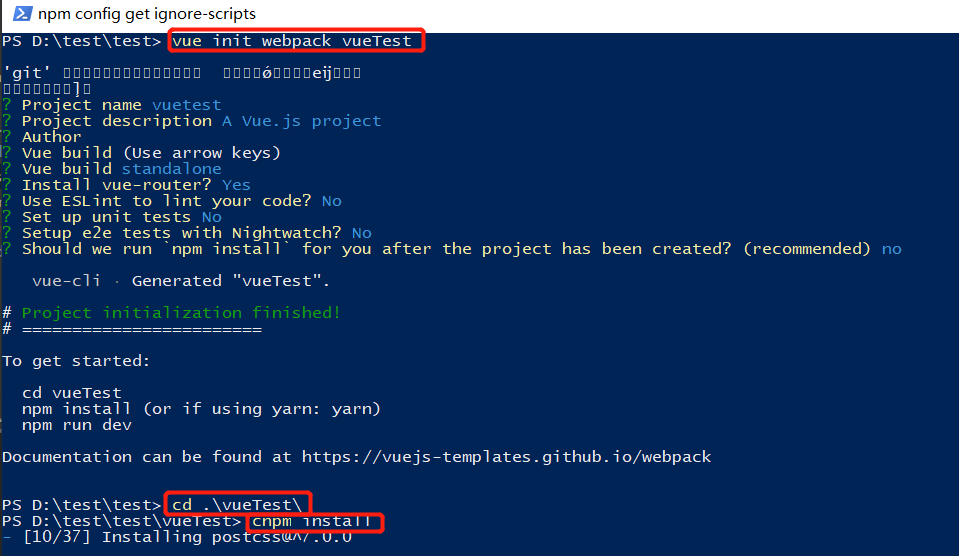 npm config get ignore-scripts
PS D:\test\test> vue init webpack vueTest
'git'
? Project name vuetest
? Project description A Vue.js project
? Author
? Vue build (Use arrow keys)
? Vue build standalone
? Install vue-router? Yes
? Use ESLint to lint your code? No
? Set up unit tests No
? Setup e2e tests with Nightwatch? No
? Should we run `npm install` for you after the project has been created? (recommended) no
vue-cli · Generated "vueTest".
# Project initialization finished!
# ========================
To get started:
cd vueTest
npm install (or if using yarn: yarn)
npm run dev
Documentation can be found at https://vuejs-templates.github.io/webpack
PS D:\test\test> cd .\vueTest\
PS D:\test\test\vueTest> cnpm install
- [10/37] Installing postcss@^7.0.0